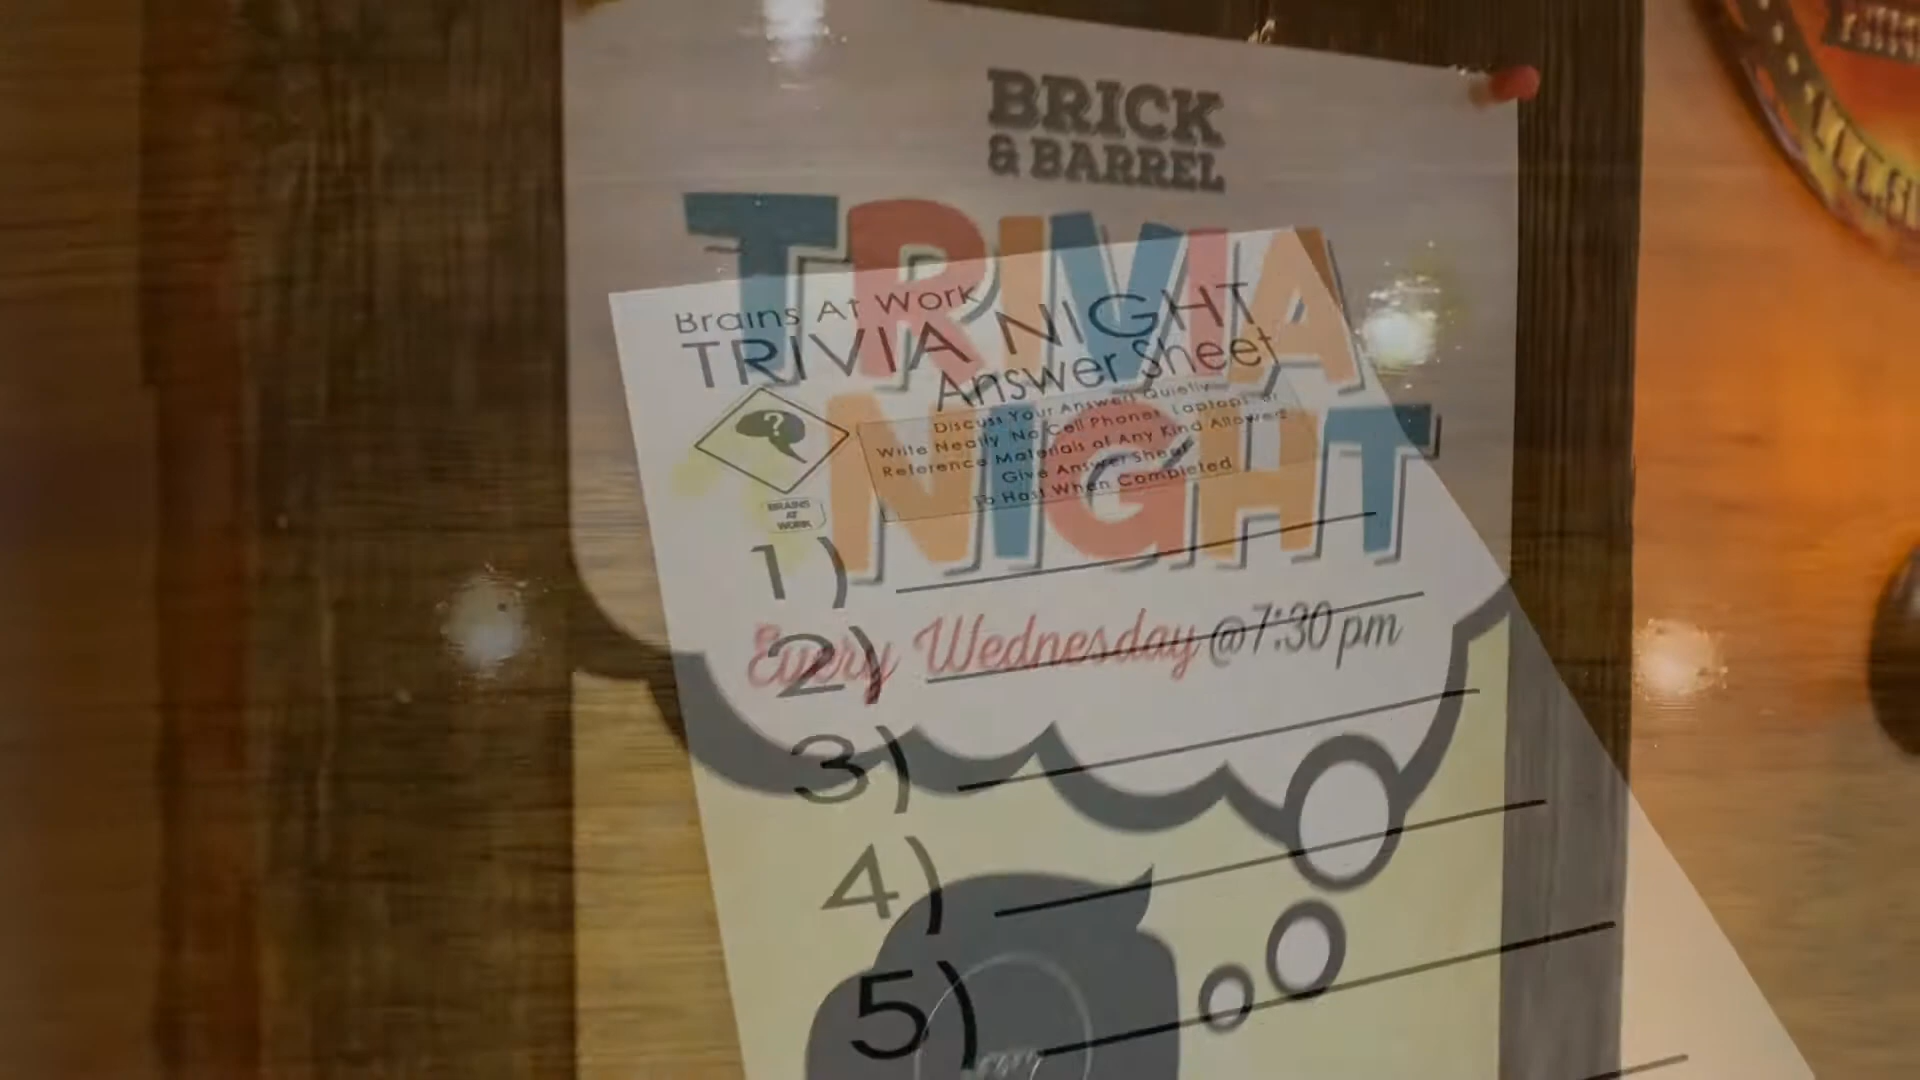 BRICK
& BARREL
TRIVIA
NIGHT
Every Wednesday @7:30 pm
Brains At Work
TRIVIA NIGHT
Answer Sheet
?
Discuss Your Answers Quietly
Write Neatly No Cell Phones, Laptops, or
Reference Materials of Any Kind Allowed
Give Answer Sheet
To Host When Completed
BRAINS
AT
WORK
1)
2)
3)
4)
5)